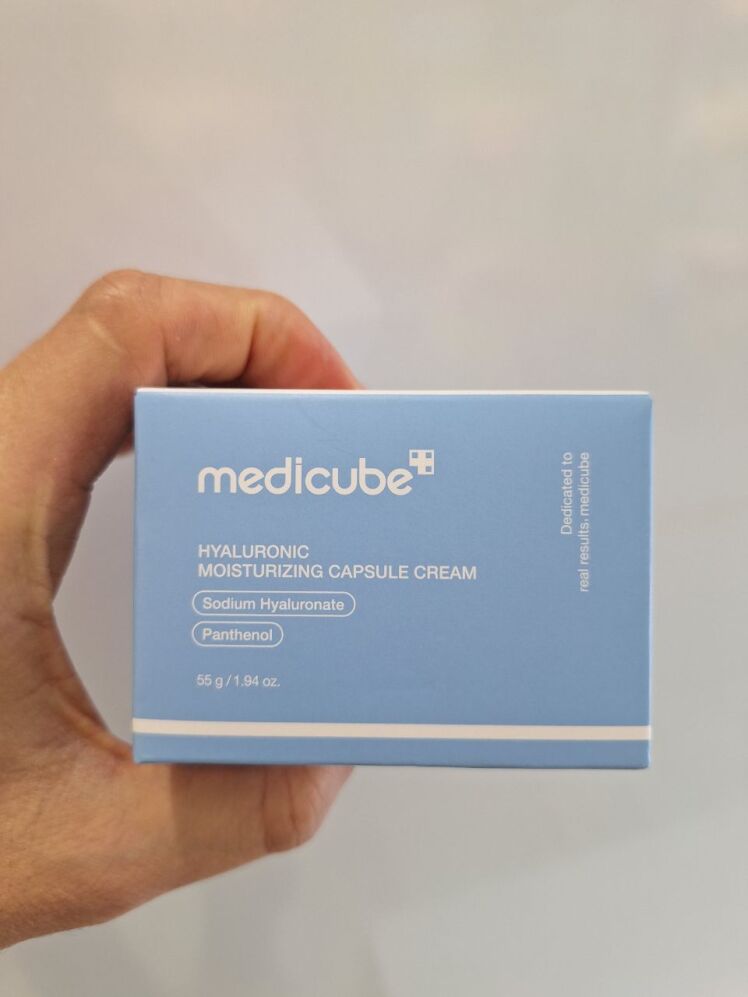 medicube
HYALURONIC
MOISTURIZING CAPSULE CREAM
Sodium Hyaluronate
Panthenol
55 g / 1.94 oz.
Dedicated to
real results, medicube